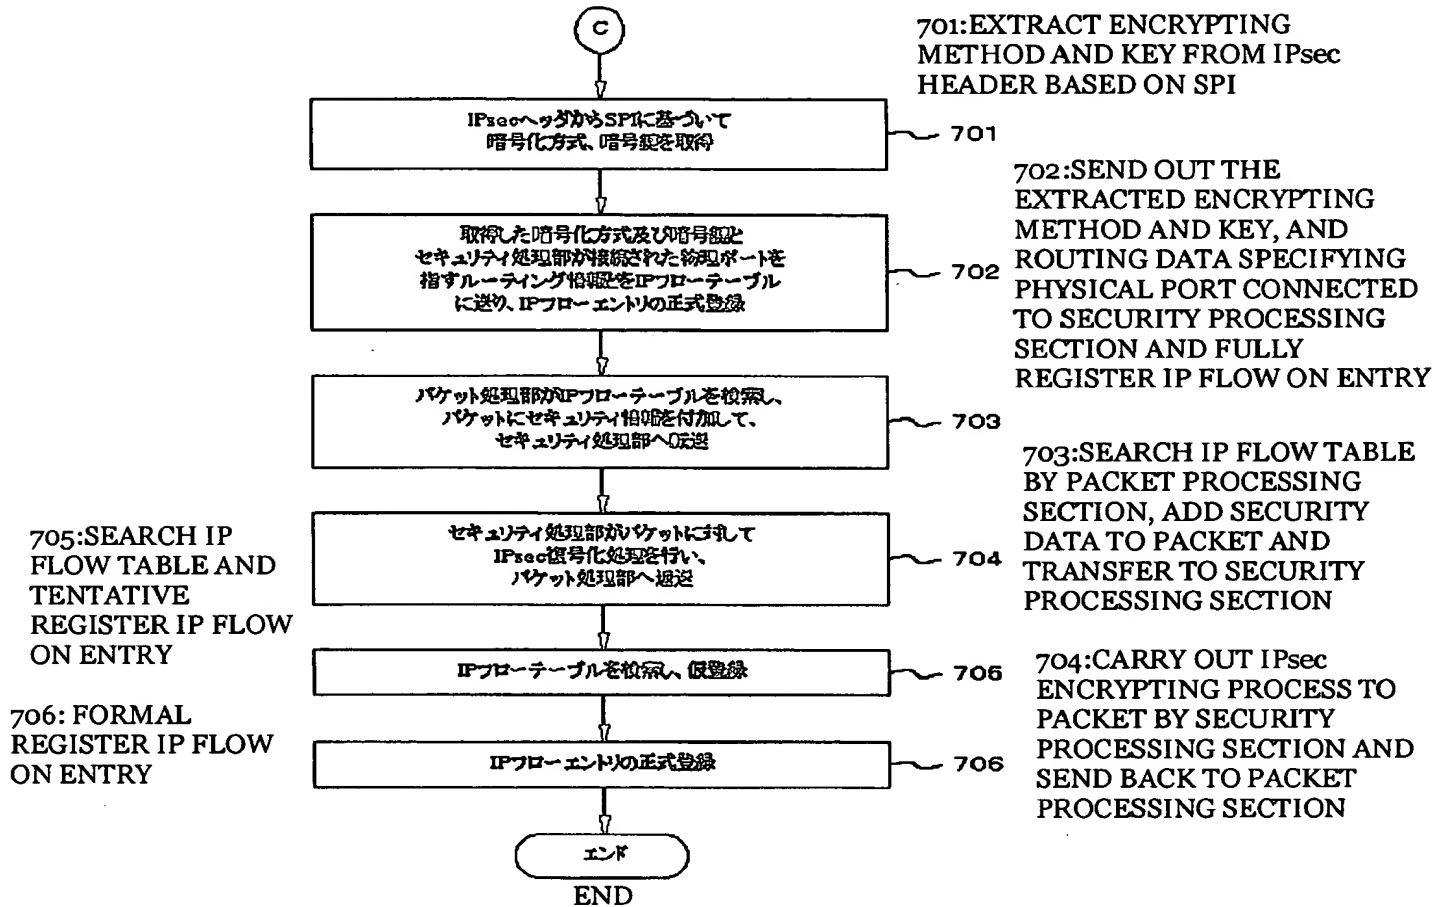 C
701:EXTRACT ENCRYPTING
METHOD AND KEY FROM IPsec
HEADER BASED ON SPI
IPsecヘッダからSPIに基づいて
暗号化方式、暗号鍵を取得
701
702:SEND OUT THE
EXTRACTED ENCRYPTING
METHOD AND KEY, AND
ROUTING DATA SPECIFYING
PHYSICAL PORT CONNECTED
TO SECURITY PROCESSING
SECTION AND FULLY
REGISTER IP FLOW ON ENTRY
取得した暗号化方式及び暗号鍵と
セキュリティ処理部が接続された物理ポートを
指すルーティング情報とをIPフローテーブル
に送り、IPフローエントリの正式登録
702
パケット処理部がIPフローテーブルを検索し、
パケットにセキュリティ情報を付加して、
セキュリティ処理部へ転送
703
703:SEARCH IP FLOW TABLE
BY PACKET PROCESSING
SECTION, ADD SECURITY
DATA TO PACKET AND
TRANSFER TO SECURITY
PROCESSING SECTION
セキュリティ処理部がパケットに対して
IPsec復号化処理を行い、
パケット処理部へ返送
704
705:SEARCH IP
FLOW TABLE AND
TENTATIVE
REGISTER IP FLOW
ON ENTRY
IPフローテーブルを検索し、仮登録
705
704:CARRY OUT IPsec
ENCRYPTING PROCESS TO
PACKET BY SECURITY
PROCESSING SECTION AND
SEND BACK TO PACKET
PROCESSING SECTION
706: FORMAL
REGISTER IP FLOW
ON ENTRY
IPフローエントリの正式登録
706
エンド
END